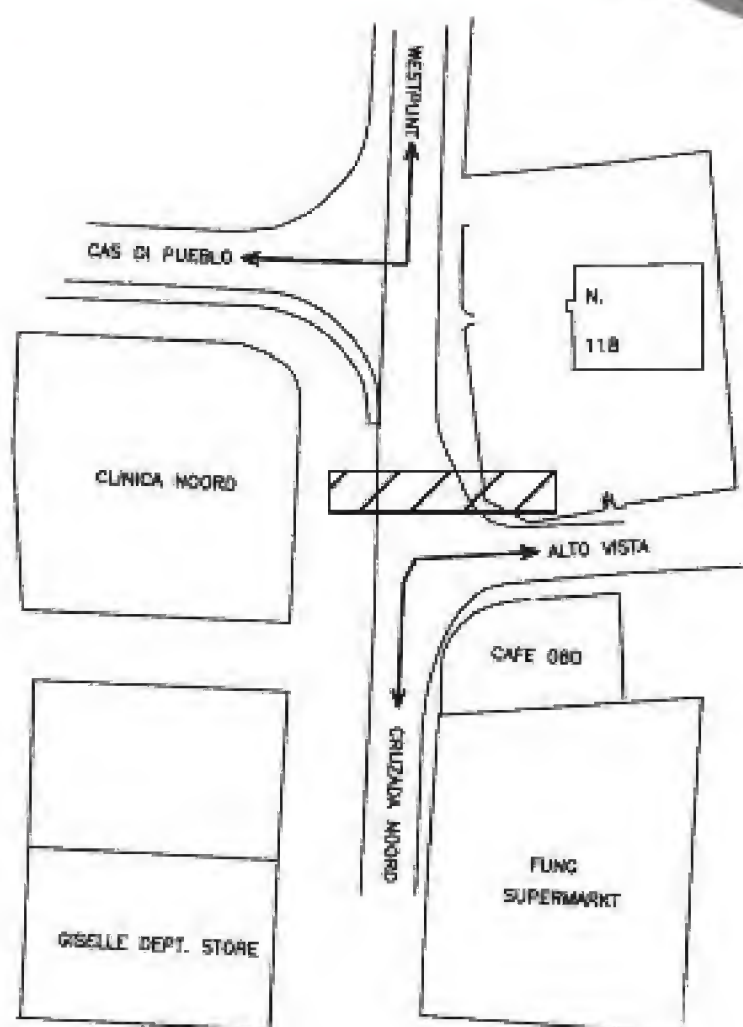 WESTPUNT
CAS DI PUEBLO
N.
118
CLINICA NOORD
ALTO VISTA
CAFE 080
CRUZADA NOORD
FUNG
SUPERMARKT
GISELLE DEPT. STORE